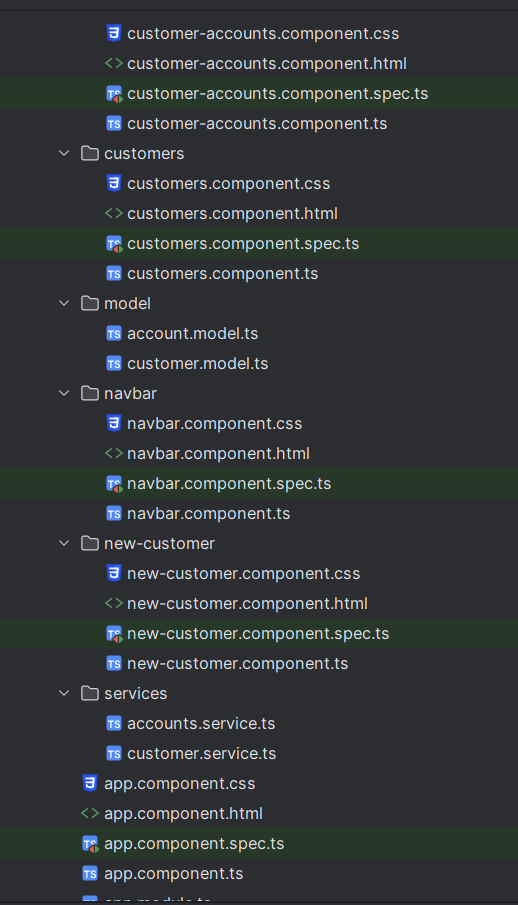 customer-accounts.component.css
customer-accounts.component.html
customer-accounts.component.spec.ts
customer-accounts.component.ts
customers
customers.component.css
customers.component.html
customers.component.spec.ts
customers.component.ts
model
account.model.ts
customer.model.ts
navbar
navbar.component.css
navbar.component.html
navbar.component.spec.ts
navbar.component.ts
new-customer
new-customer.component.css
new-customer.component.html
new-customer.component.spec.ts
new-customer.component.ts
services
accounts.service.ts
customer.service.ts
app.component.css
app.component.html
app.component.spec.ts
app.component.ts
app.module.ts